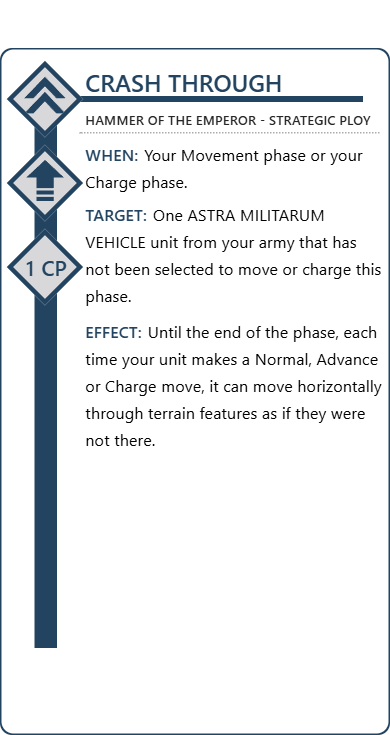 CRASH THROUGH
HAMMER OF THE EMPEROR - STRATEGIC PLOY
WHEN: Your Movement phase or your
Charge phase.
TARGET: One ASTRA MILITARUM
VEHICLE unit from your army that has
1 CP
not been selected to move or charge this
phase.
EFFECT: Until the end of the phase, each
time your unit makes a Normal, Advance
or Charge move, it can move horizontally
through terrain features as if they were
not there.